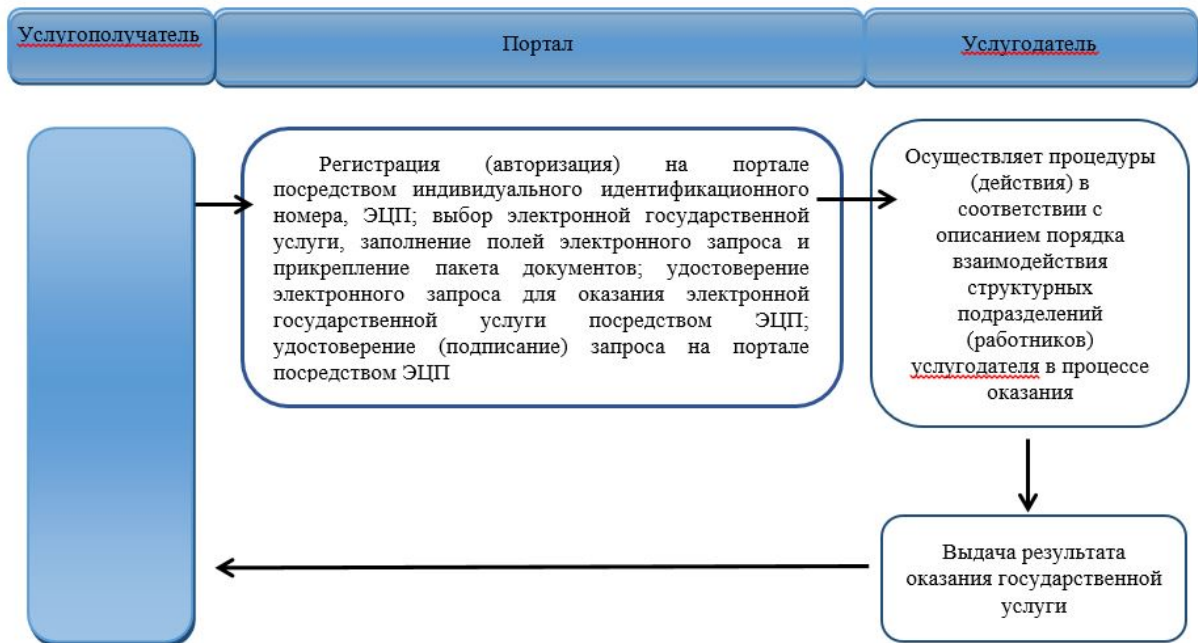 Услугополучатель
Портал
Услугодатель
Регистрация (авторизация) на портале
посредством индивидуального идентификационного
номера, ЭЦП; выбор электронной государственной
услуги, заполнение полей электронного запроса и
прикрепление пакета документов; удостоверение
электронного запроса для оказания электронной
государственной услуги посредством ЭЦП;
удостоверение (подписание) запроса на портале
посредством ЭЦП
Осуществляет процедуры
(действия) в
соответствии с
описанием порядка
взаимодействия
структурных
подразделений
(работников)
услугодателя в процессе
оказания
Выдача результата
оказания государственной
услуги